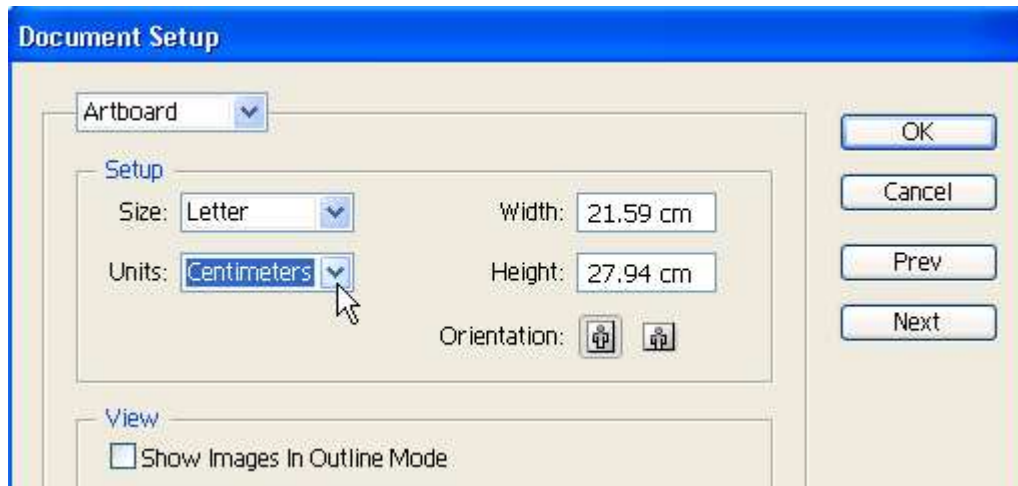 Document Setup
Artboard
OK
Setup
Size: Letter Width: 21.59 cm
Cancel
Units: Centimeters Height: 27.94 cm
Prev
Orientation:
Next
View
Show Images In Outline Mode